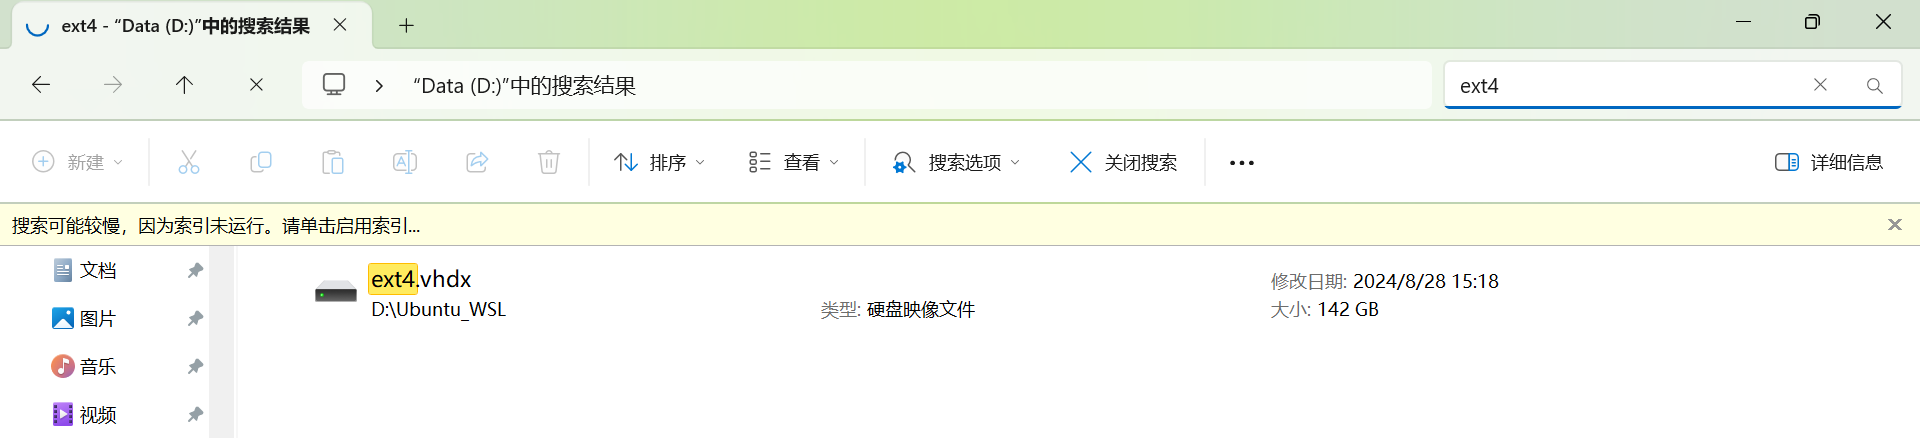 ext4 - “Data (D:)”中的搜索结果
“Data (D:)”中的搜索结果
ext4
新建
排序
查看
搜索选项
关闭搜索
详细信息
搜索可能较慢，因为索引未运行。请单击启用索引...
文档
图片
音乐
视频
ext4.vhdx
D:\Ubuntu_WSL
类型: 硬盘映像文件
修改日期: 2024/8/28 15:18
大小: 142 GB